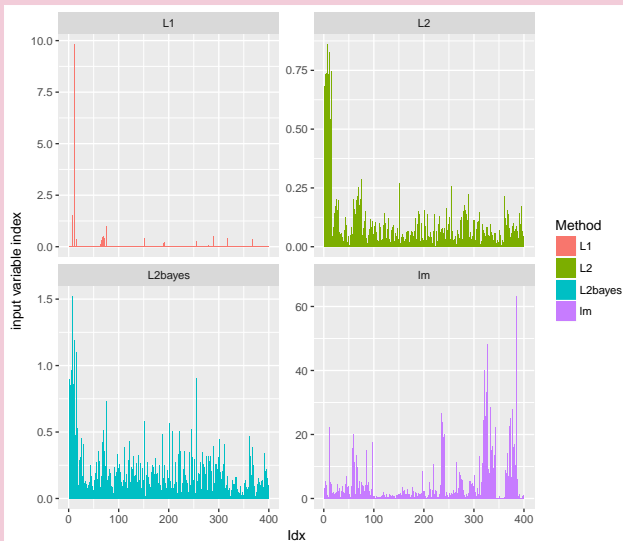 L1
L2
10.0
7.5
5.0
2.5
0.0
0.75
0.50
0.25
0.00
input variable index
Method
L1
L2
L2bayes
lm
L2bayes
lm
1.5
1.0
0.5
0.0
60
40
20
0
0 100 200 300 400
0 100 200 300 400
Idx